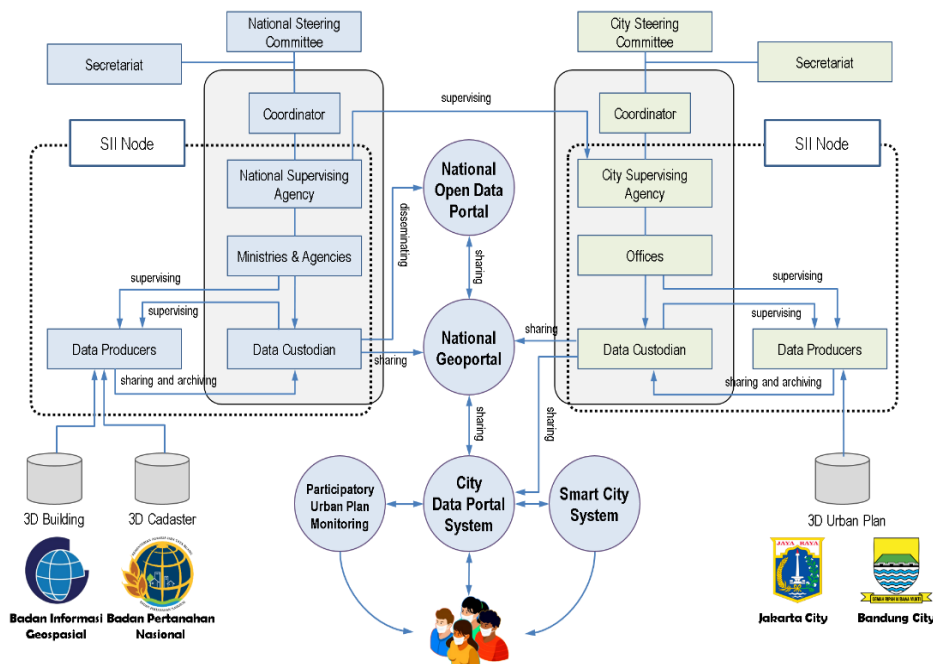 National Steering
Committee
City Steering
Committee
Secretariat
Secretariat
Coordinator
supervising
Coordinator
SII Node
SII Node
National Supervising
Agency
National
Open Data
Portal
City Supervising
Agency
disseminating
Ministries & Agencies
sharing
Offices
supervising
supervising
supervising
supervising
Data Producers
Data Custodian
sharing
National
Geoportal
sharing
Data Custodian
Data Producers
sharing and archiving
sharing and archiving
sharing
sharing
Participatory
Urban Plan
Monitoring
City
Data Portal
System
Smart City
System
3D Building
3D Cadaster
3D Urban Plan
JAYA RAYA
Badan Informasi
Geospasial
Badan Pertanahan
Nasional
Jakarta City
Bandung City